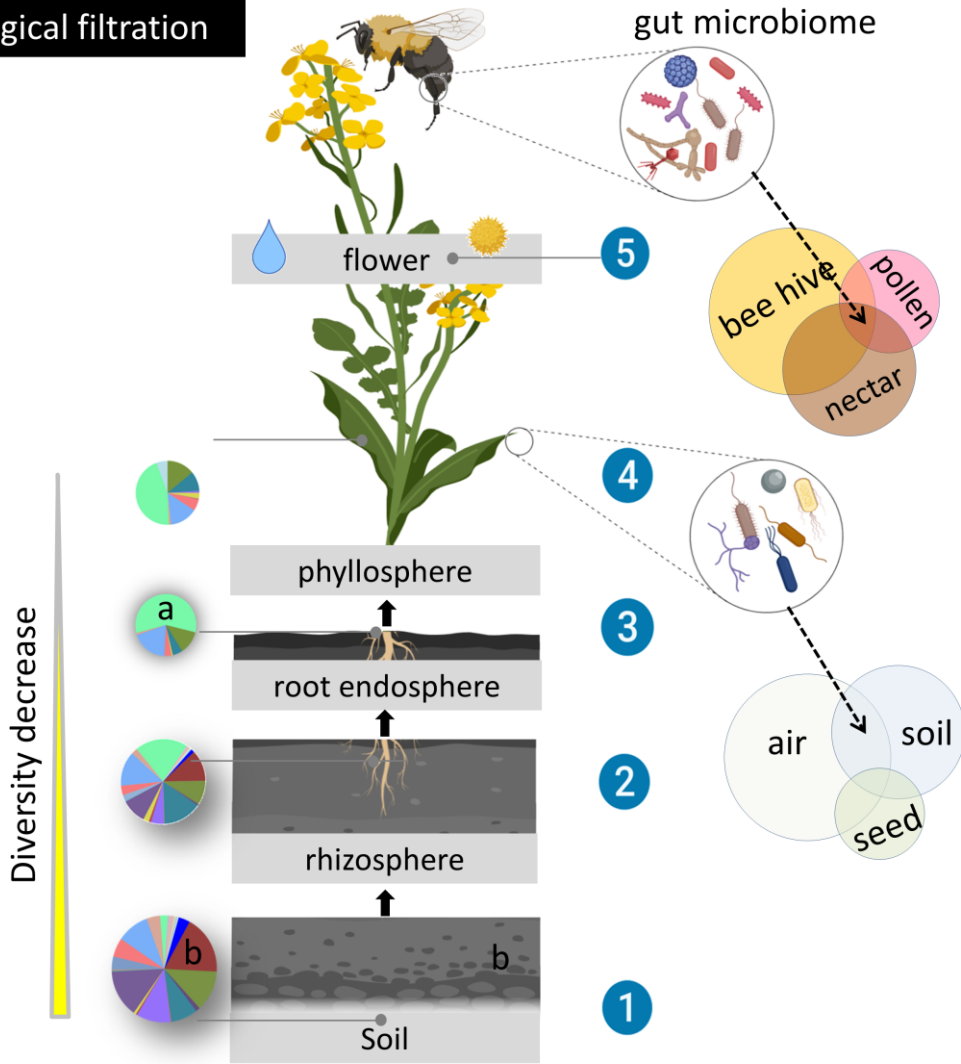 gical filtration
gut microbiome
flower
5
bee hive
pollen
nectar
4
phyllosphere
a
3
root endosphere
Diversity decrease
air
soil
seed
2
rhizosphere
b
b
1
Soil